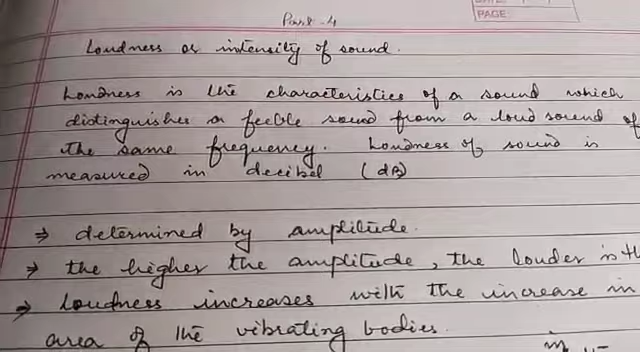 PAGE:
Part-4
Loudness or intensity of sound.
Loudness is the characteristics of a sound which
distinguishes a feeble sound from a loud sound of
the same frequency. Loudness of sound is
measured in decibel (dB)
⇒ determined by amplitude.
⇒ the higher the amplitude, the louder is th
⇒ loudness increases with the increase in
area of the vibrating bodies.